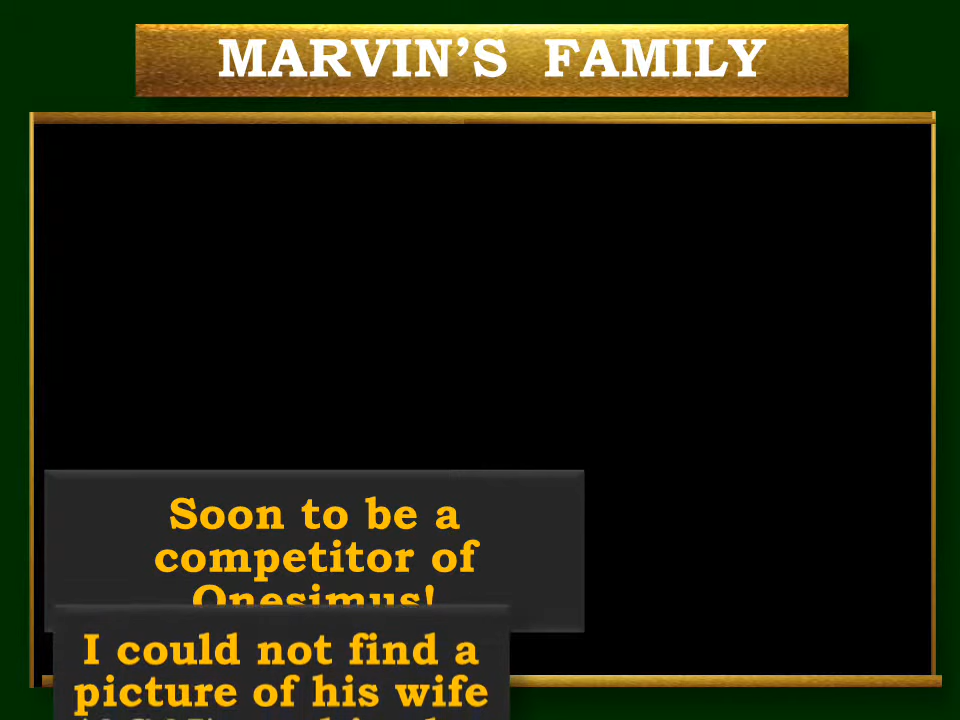 MARVIN’S FAMILY
Soon to be a
competitor of
Onesimus!
I could not find a
picture of his wife